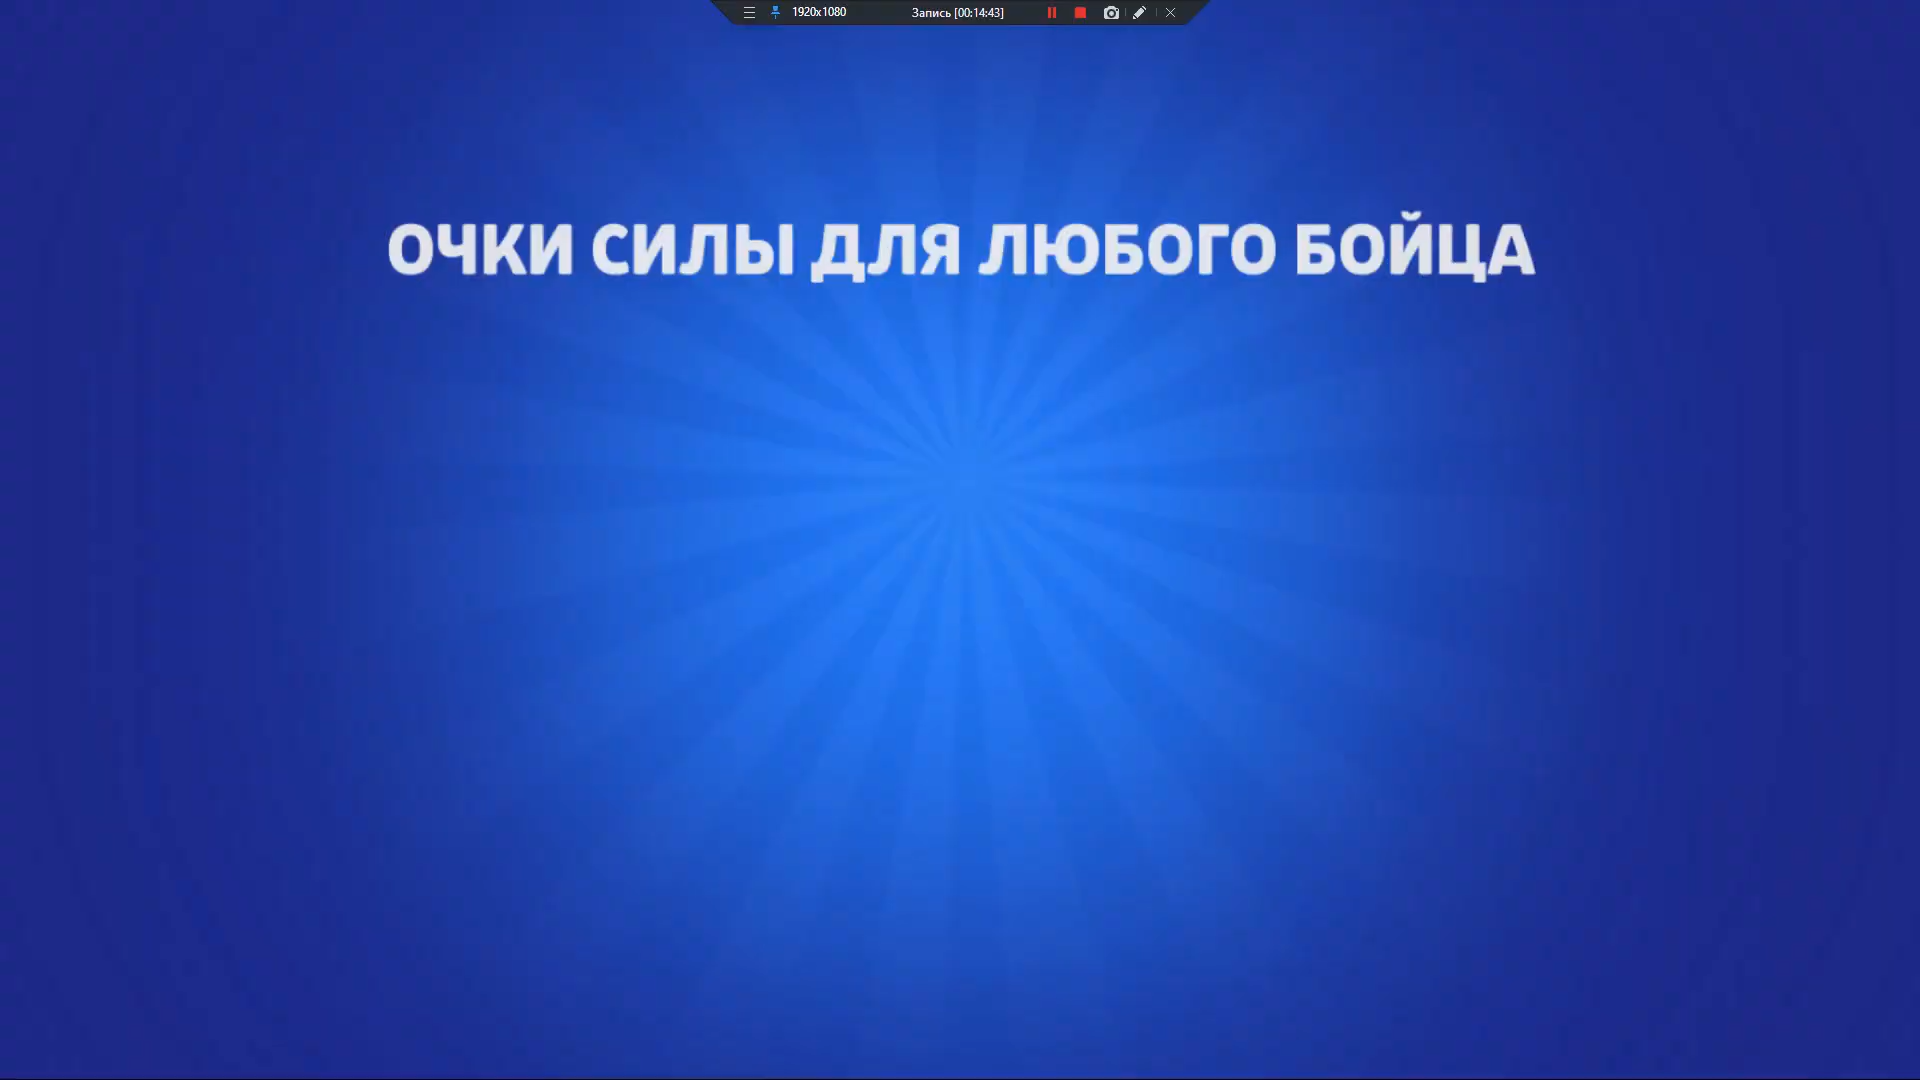 1920x1080 Запись [00:14:43]
ОЧКИ СИЛЫ ДЛЯ ЛЮБОГО БОЙЦА